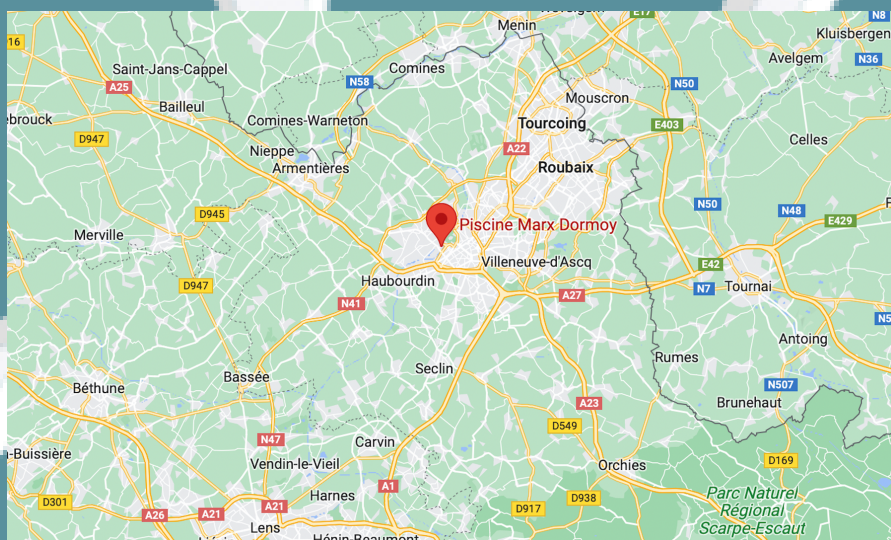 Menin
E17
N8
16
Kluisbergen
Comines
Avelgem
N36
Saint-Jans-Cappel
N58
N50
A25
Bailleul
Mouscron
Comines-Warneton
Tourcoing
E403
D947
Celles
Nieppe
A22
Armentières
Roubaix
N50
N48
D945
E429
Piscine Marx Dormoy
Merville
Villeneuve-d'Ascq
E42
Haubourdin
D947
N7
Tournai
A27
N41
Antoing
Rumes
Seclin
Bassée
N507
Béthune
Brunehaut
A23
D549
N47
Carvin
-Buissière
D169
Vendin-le-Vieil
Orchies
A1
Harnes
Parc Naturel
Régional
Scarpe-Escaut
D301
D938
A21
D917
A26
A21
Lens
Hénin-Beaumont